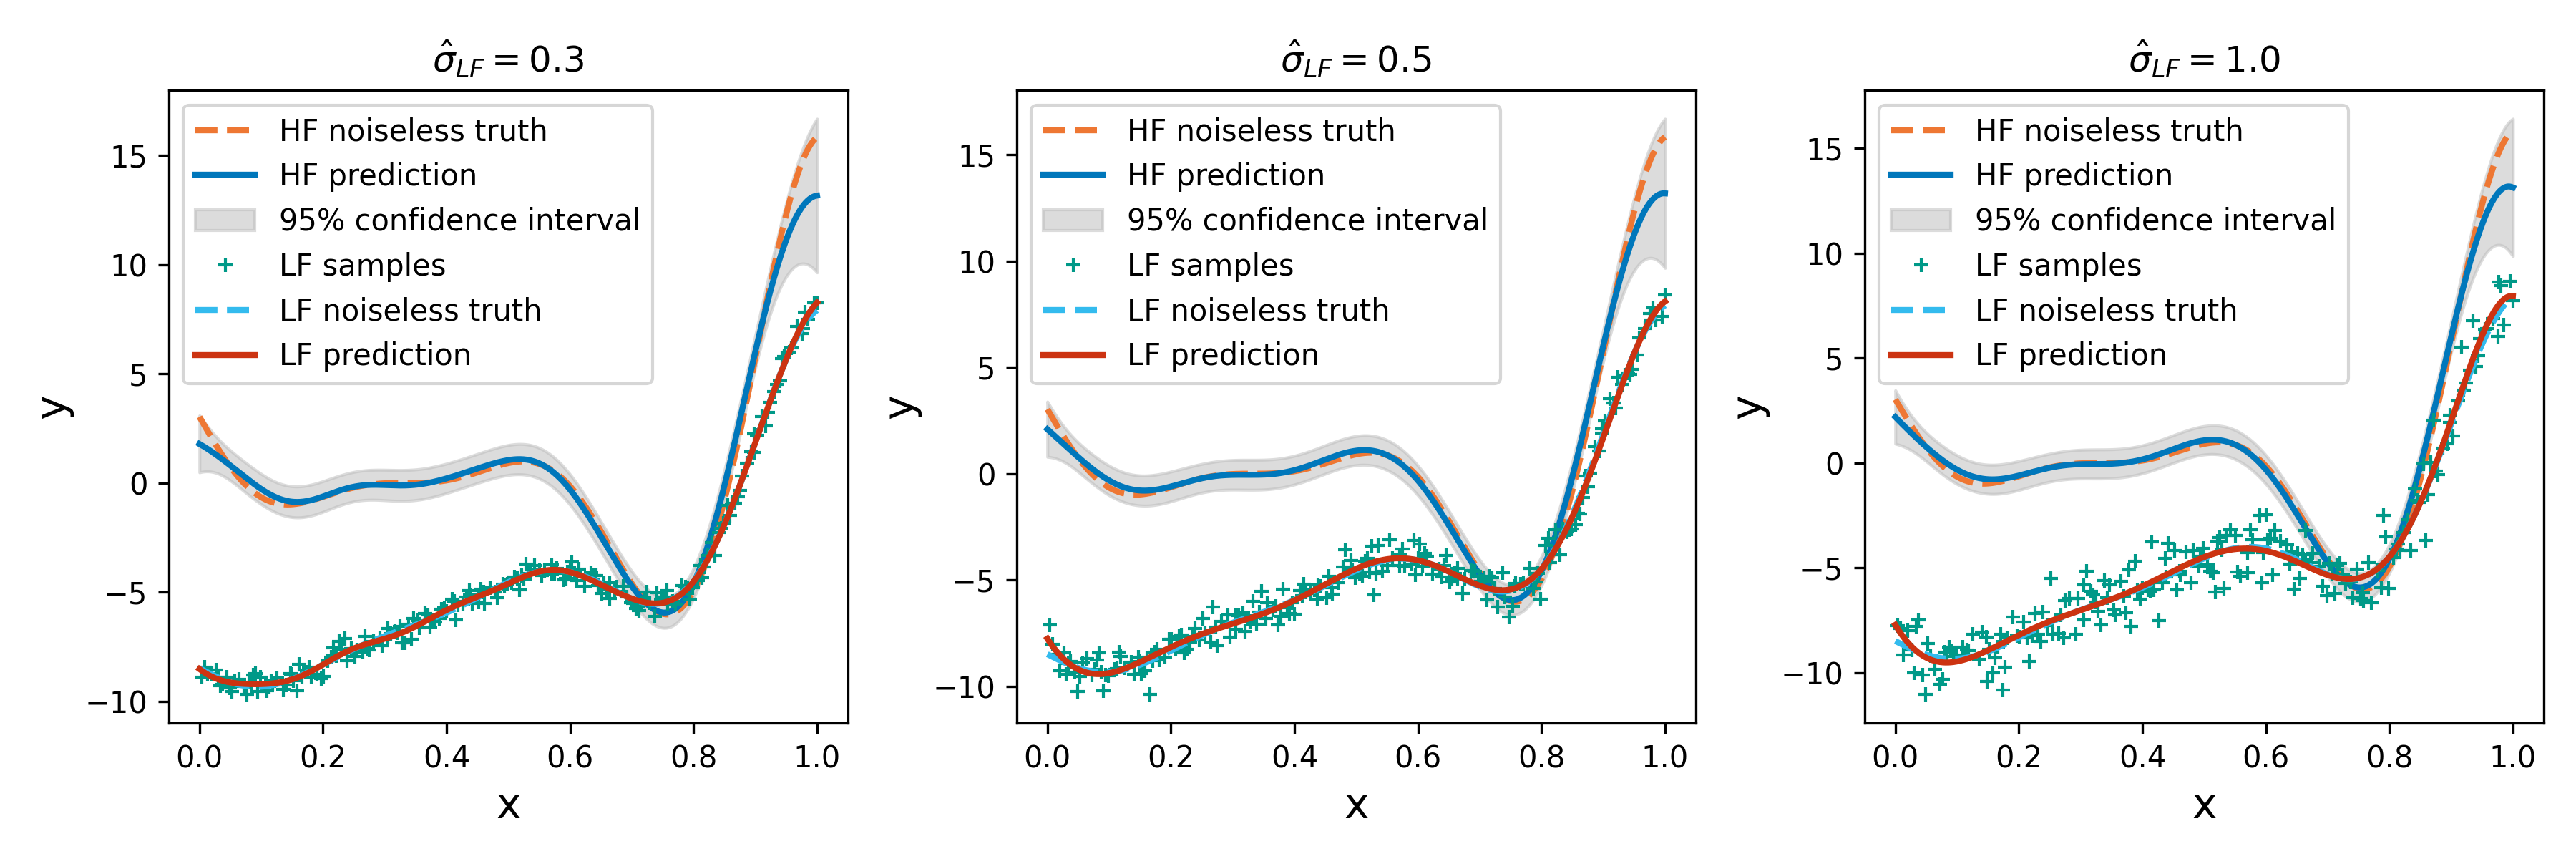 σ̂_LF = 0.3
HF noiseless truth
HF prediction
95% confidence interval
LF samples
LF noiseless truth
LF prediction
15
10
5
0
−5
−10
y
0.0 0.2 0.4 0.6 0.8 1.0
x
σ̂_LF = 0.5
HF noiseless truth
HF prediction
95% confidence interval
LF samples
LF noiseless truth
LF prediction
15
10
5
0
−5
−10
y
0.0 0.2 0.4 0.6 0.8 1.0
x
σ̂_LF = 1.0
HF noiseless truth
HF prediction
95% confidence interval
LF samples
LF noiseless truth
LF prediction
15
10
5
0
−5
−10
y
0.0 0.2 0.4 0.6 0.8 1.0
x